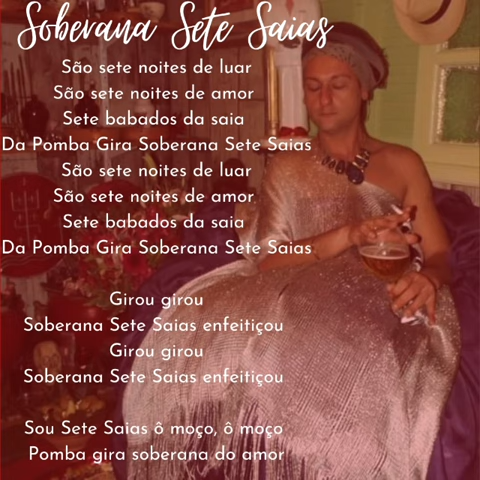 Soberana Sete Saias
São sete noites de luar
São sete noites de amor
Sete babados da saia
Da Pomba Gira Soberana Sete Saias
São sete noites de luar
São sete noites de amor
Sete babados da saia
Da Pomba Gira Soberana Sete Saias
Girou girou
Soberana Sete Saias enfeitiçou
Girou girou
Soberana Sete Saias enfeitiçou
Sou Sete Saias ô moço, ô moço
Pomba gira soberana do amor